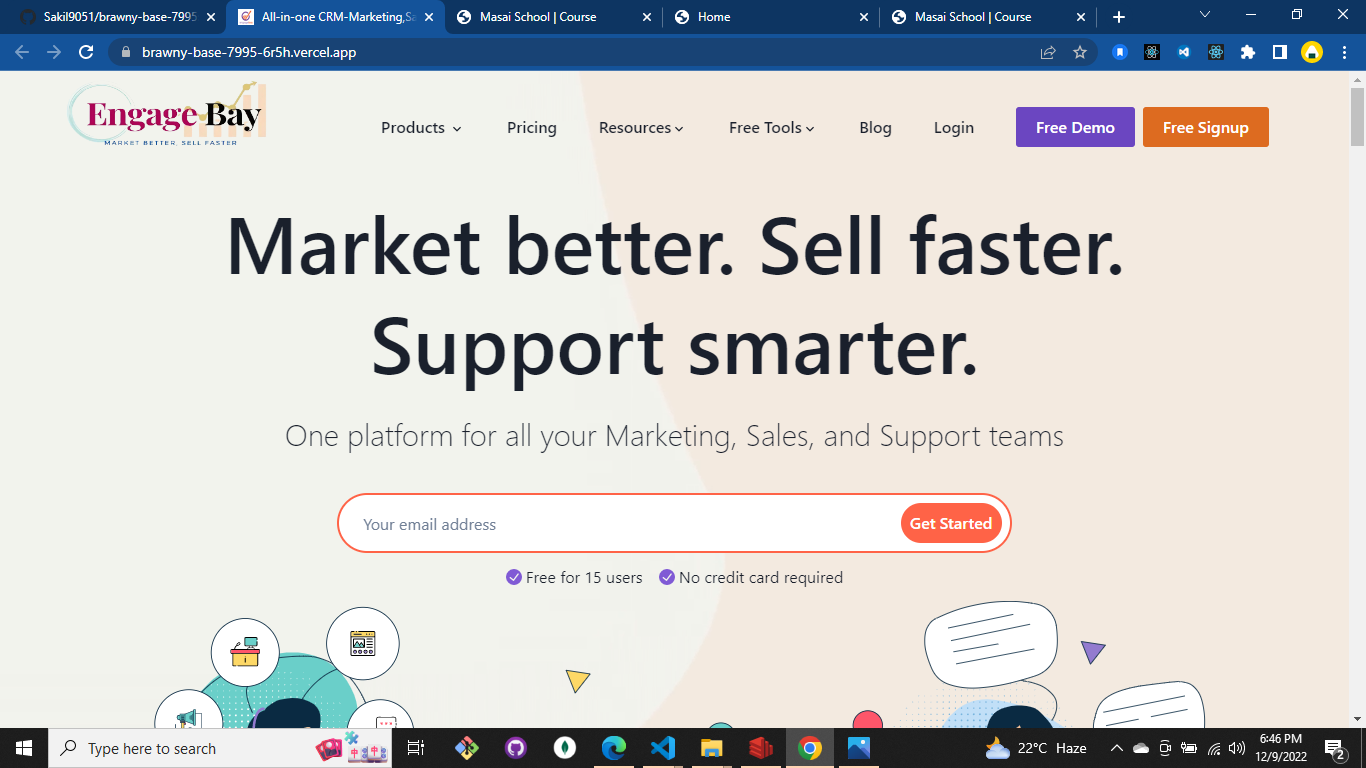 Sakil9051/brawny-base-7995
All-in-one CRM-Marketing,Sa
Masai School | Course
Home
Masai School | Course
brawny-base-7995-6r5h.vercel.app
Engage Bay
MARKET BETTER. SELL FASTER
Products
Pricing
Resources
Free Tools
Blog
Login
Free Demo
Free Signup
Market better. Sell faster.
Support smarter.
One platform for all your Marketing, Sales, and Support teams
Your email address
Get Started
Free for 15 users
No credit card required
Type here to search
22°C Haze
6:46 PM
12/9/2022
2